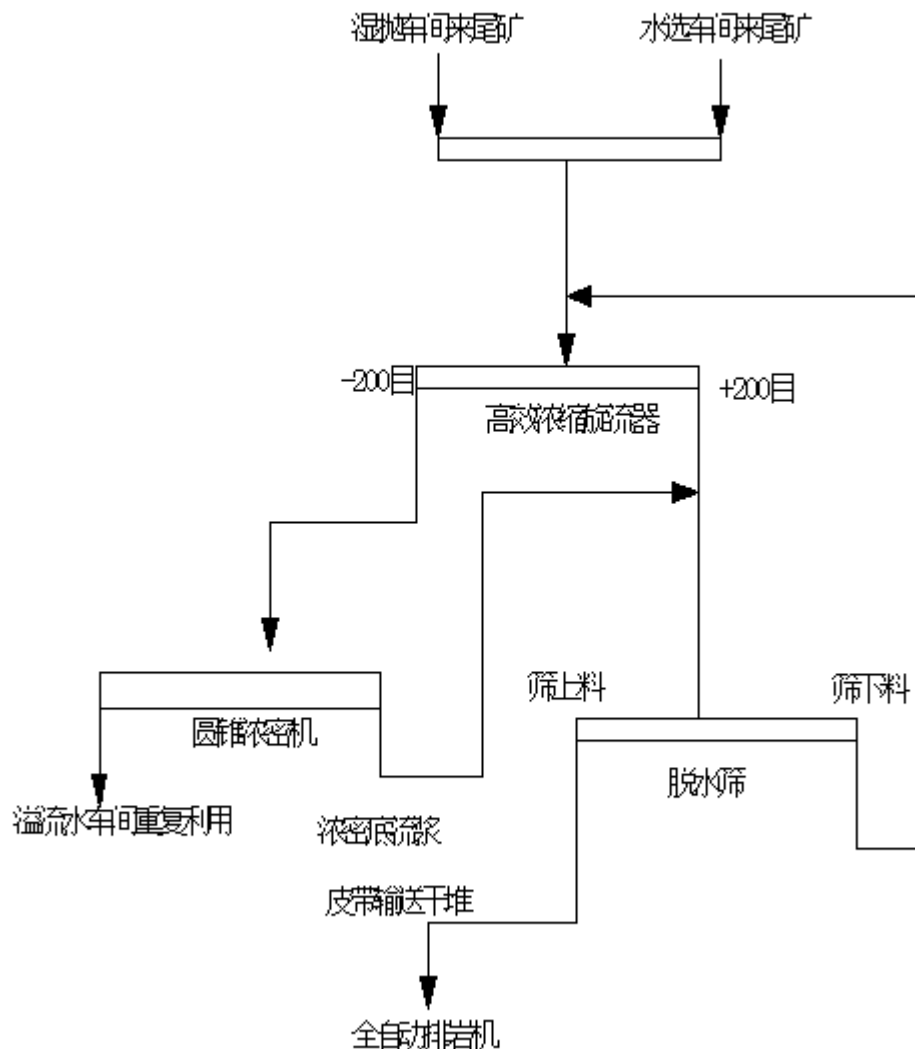 湿抛车间来尾矿
水选车间来尾矿
-200目
+200目
高效浓缩旋流器
筛上料
筛下料
圆锥浓密机
脱水筛
溢流水车间重复利用
浓密底流浆
皮带输送干堆
全自动排岩机